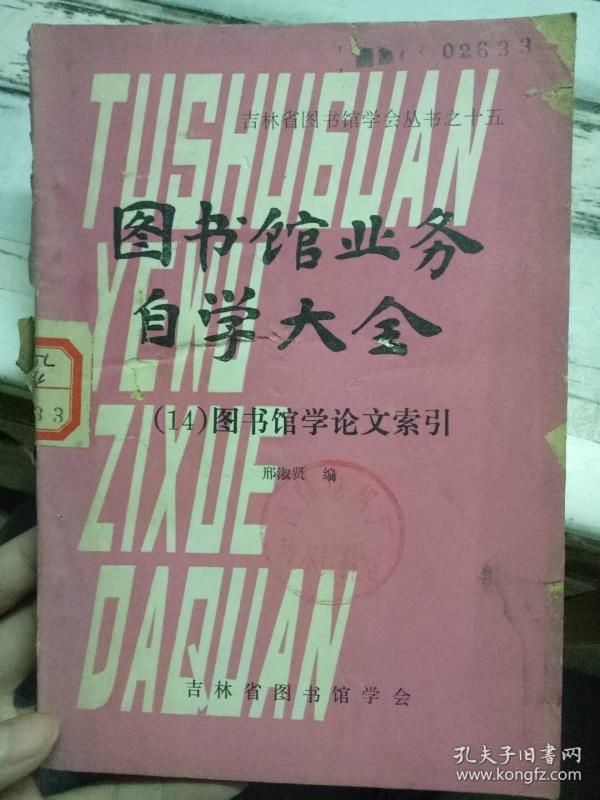 02633
吉林省图书馆学会丛书之十五
TUSHUGUAN
图书馆业务
YEWU
自学大全
(14)图书馆学论文索引
ZIXUE
邢淑贤 编
DAQUAN
吉林省图书馆学会
孔夫子旧书网
www.kongfz.com